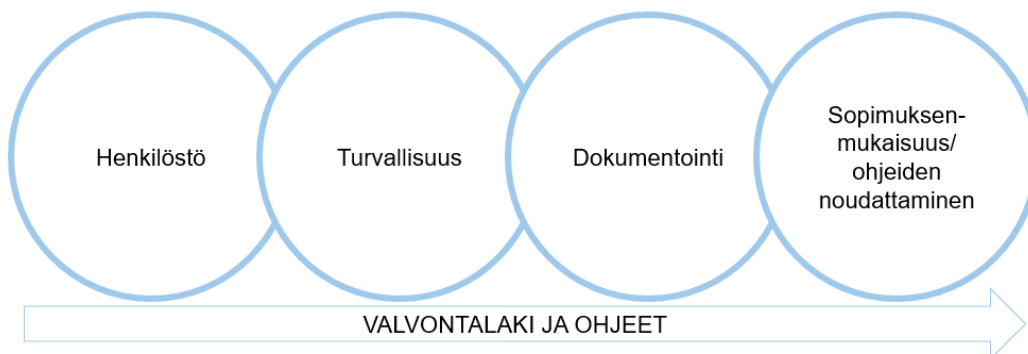 Henkilöstö
Turvallisuus
Dokumentointi
Sopimuksen-
mukaisuus/
ohjeiden
noudattaminen
VALVONTALAKI JA OHJEET